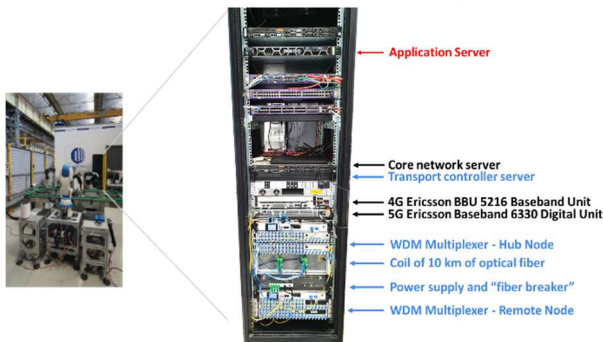 Application Server
Core network server
Transport controller server
4G Ericsson BBU 5216 Baseband Unit
5G Ericsson Baseband 6330 Digital Unit
WDM Multiplexer - Hub Node
Coil of 10 km of optical fiber
Power supply and “fiber breaker”
WDM Multiplexer - Remote Node